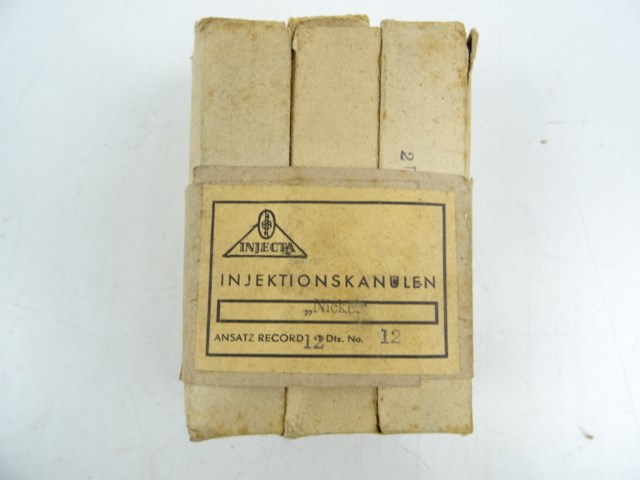 INJECTA
INJEKTIONSKANÜLEN
„Nickel"
ANSATZ RECORD 12 Dtz. No. 12